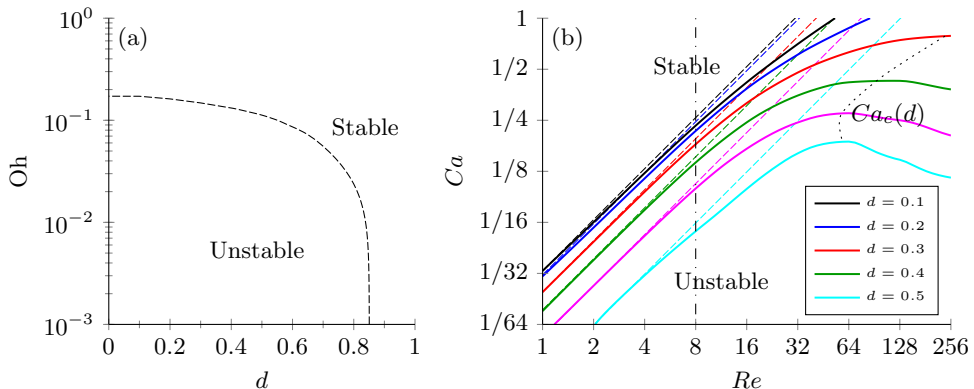 (a)
Oh
10^0
10^{-1}
10^{-2}
10^{-3}
Stable
Unstable
0 0.2 0.4 0.6 0.8 1
d
(b)
Ca
1
1/2
1/4
1/8
1/16
1/32
1/64
Stable
Ca_c(d)
Unstable
d = 0.1
d = 0.2
d = 0.3
d = 0.4
d = 0.5
1 2 4 8 16 32 64 128 256
Re